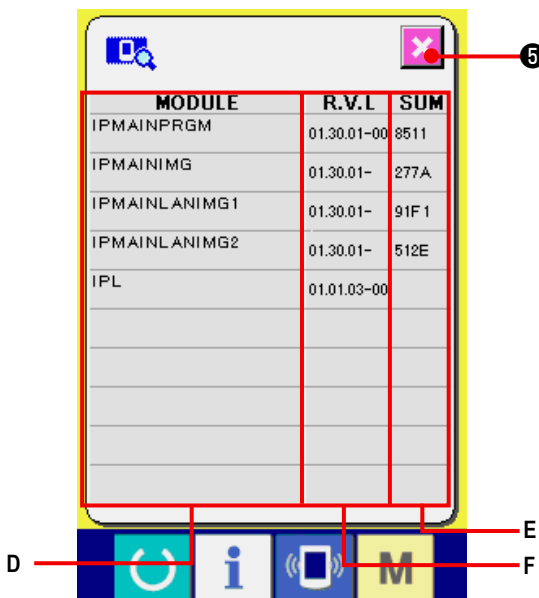 ❺
MODULE R.V.L SUM
IPMAINPRGM 01.30.01-00 8511
IPMAINIMG 01.30.01- 277A
IPMAINLANIMG1 01.30.01- 91F1
IPMAINLANIMG2 01.30.01- 512E
IPL 01.01.03-00
E
D F
i M